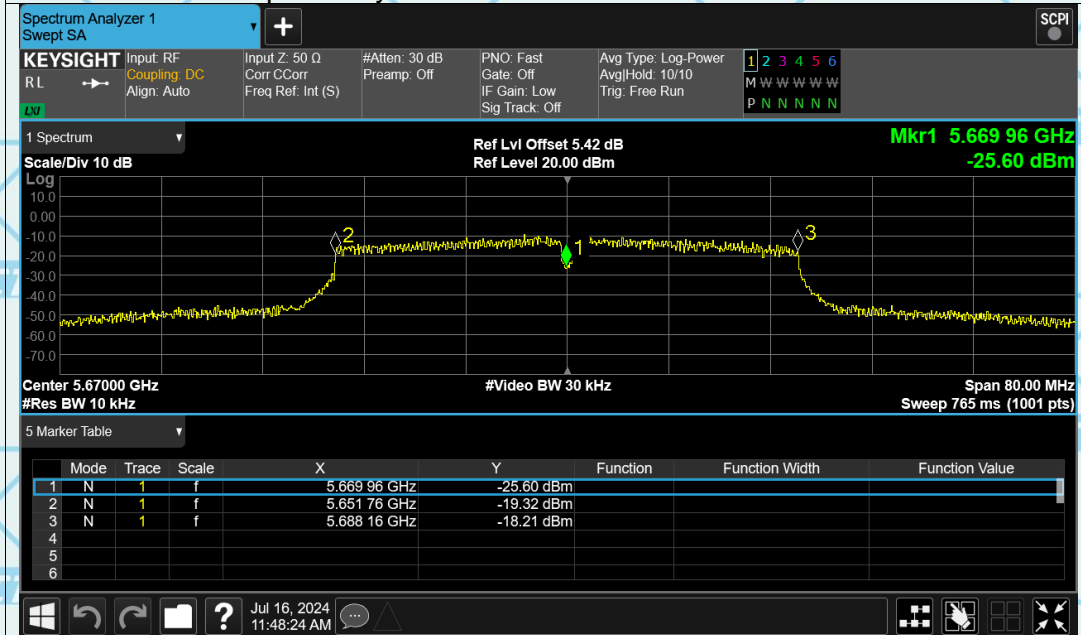 Spectrum Analyzer 1
Swept SA
+
SCPI
KEYSIGHT Input: RF Input Z: 50 Ω #Atten: 30 dB PNO: Fast Avg Type: Log-Power 1 2 3 4 5 6
R L Coupling: DC Corr CCorr Preamp: Off Gate: Off Avg|Hold: 10/10 M W W W W W
Align: Auto Freq Ref: Int (S) IF Gain: Low Trig: Free Run P N N N N N
LXI Sig Track: Off
1 Spectrum Ref Lvl Offset 5.42 dB Mkr1 5.669 96 GHz
Scale/Div 10 dB Ref Level 20.00 dBm -25.60 dBm
Log
10.0
0.00
-10.0
-20.0
-30.0
-40.0
-50.0
-60.0
-70.0
2
1
3
Center 5.67000 GHz #Video BW 30 kHz Span 80.00 MHz
#Res BW 10 kHz Sweep 765 ms (1001 pts)
5 Marker Table
Mode Trace Scale X Y Function Function Width Function Value
1 N 1 f 5.669 96 GHz -25.60 dBm
2 N 1 f 5.651 76 GHz -19.32 dBm
3 N 1 f 5.688 16 GHz -18.21 dBm
4
5
6
? Jul 16, 2024
11:48:24 AM